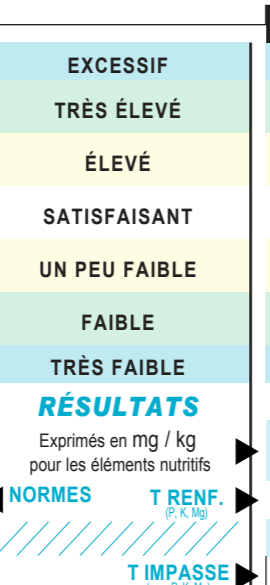 EXCESSIF
TRÈS ÉLEVÉ
ÉLEVÉ
SATISFAISANT
UN PEU FAIBLE
FAIBLE
TRÈS FAIBLE
RÉSULTATS
Exprimés en mg / kg
pour les éléments nutritifs
NORMES T RENF.
(P, K, Mg)
T IMPASSE